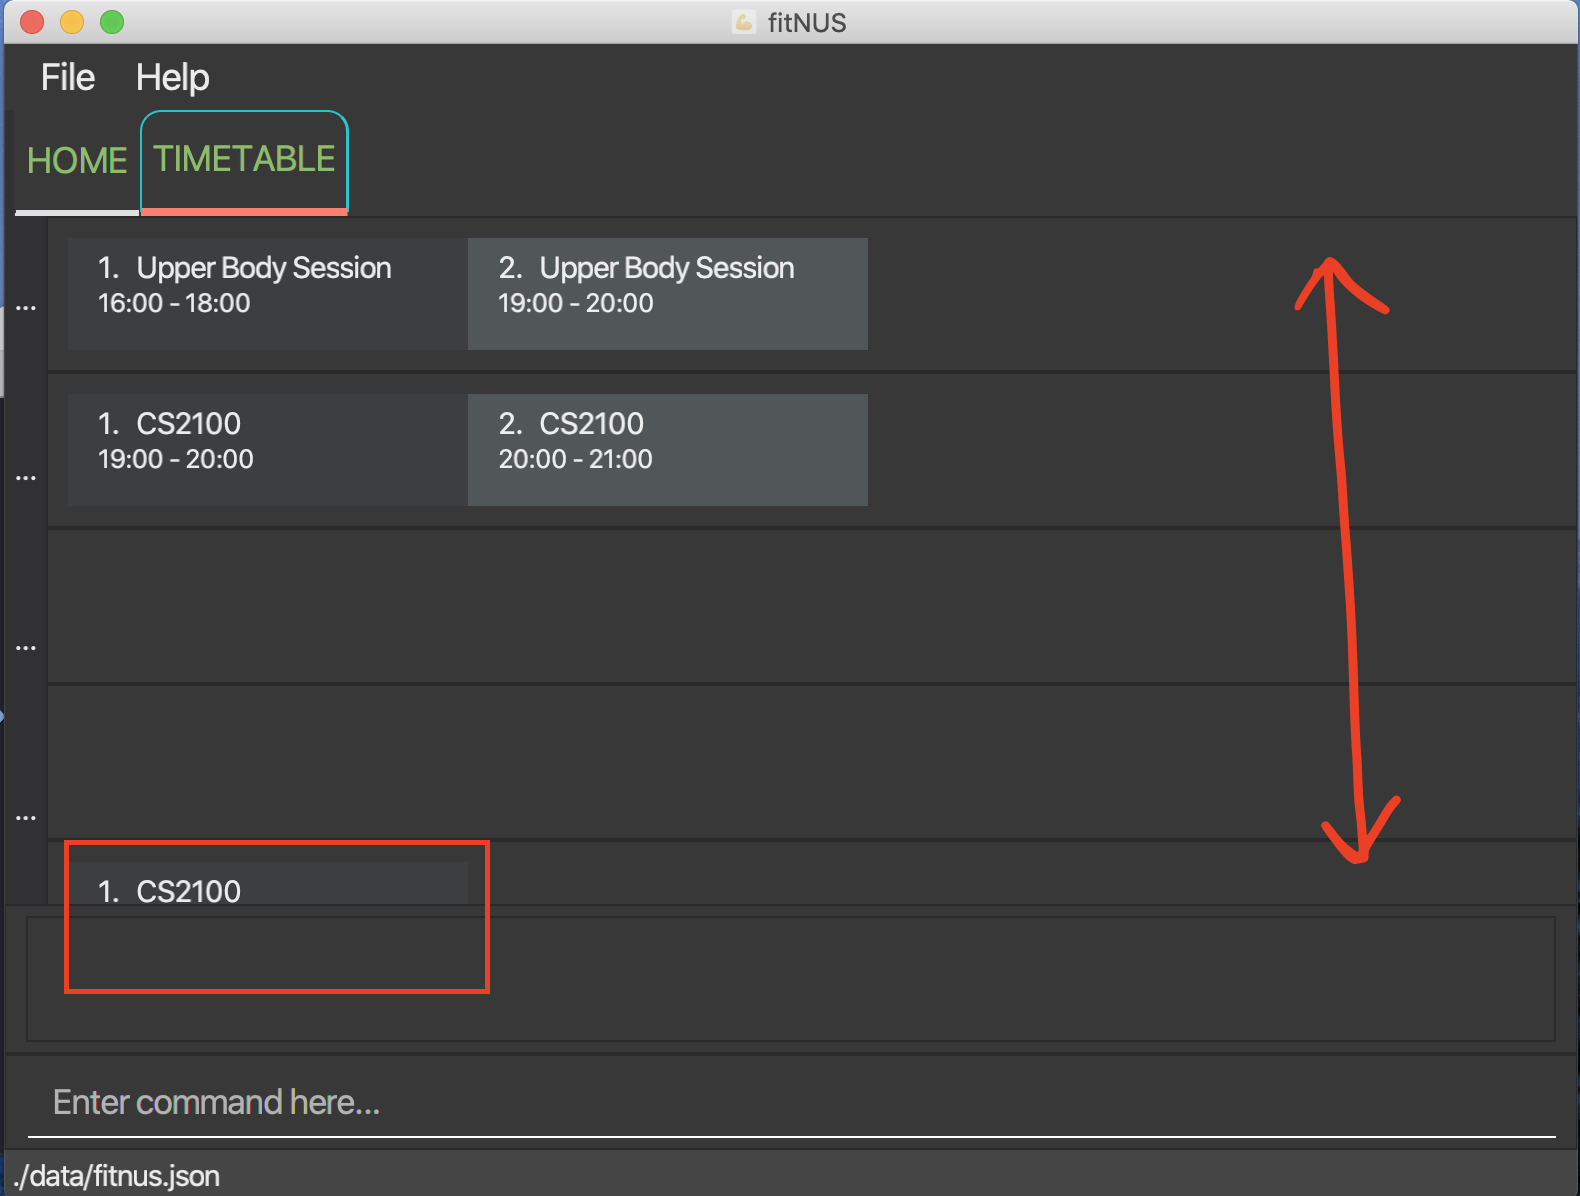 fitNUS
File Help
HOME TIMETABLE
... 1. Upper Body Session 2. Upper Body Session
16:00 - 18:00 19:00 - 20:00
... 1. CS2100 2. CS2100
19:00 - 20:00 20:00 - 21:00
...
...
1. CS2100
Enter command here...
./data/fitnus.json